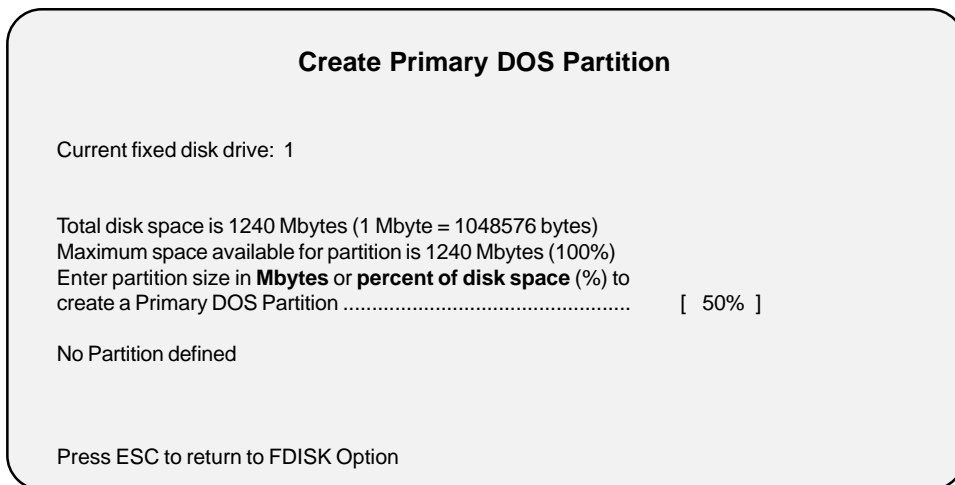 Create Primary DOS Partition
Current fixed disk drive: 1
Total disk space is 1240 Mbytes (1 Mbyte = 1048576 bytes)
Maximum space available for partition is 1240 Mbytes (100%)
Enter partition size in Mbytes or percent of disk space (%) to
create a Primary DOS Partition .................................................. [ 50% ]
No Partition defined
Press ESC to return to FDISK Option